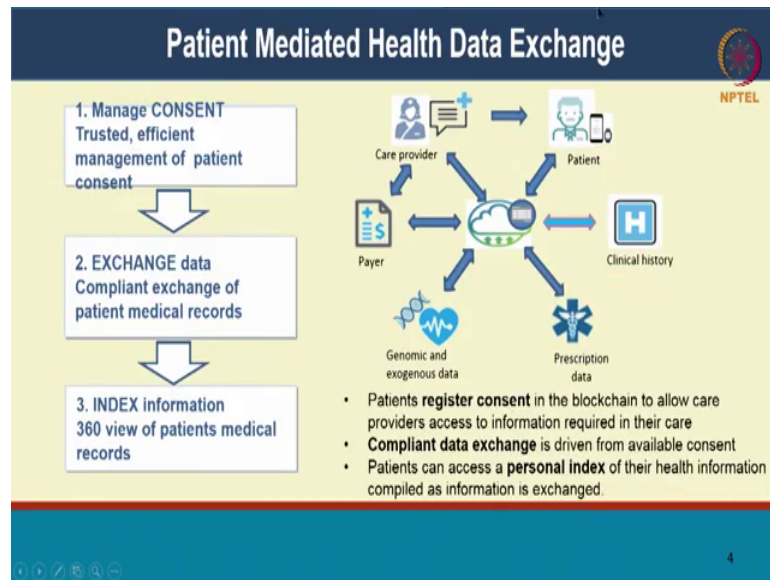 Patient Mediated Health Data Exchange
NPTEL
1. Manage CONSENT
Trusted, efficient
management of patient
consent
2. EXCHANGE data
Compliant exchange of
patient medical records
3. INDEX information
360 view of patients medical
records
Care provider
Patient
Payer
H
Clinical history
Genomic and
exogenous data
Prescription
data
• Patients register consent in the blockchain to allow care
providers access to information required in their care
• Compliant data exchange is driven from available consent
• Patients can access a personal index of their health information
compiled as information is exchanged.
4